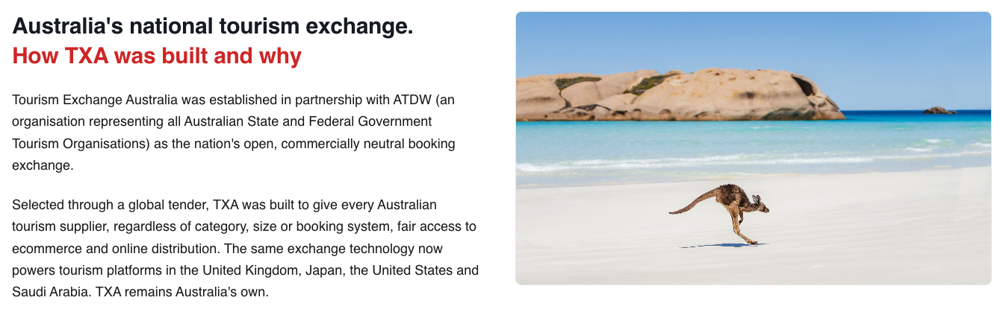 Australia's national tourism exchange.
How TXA was built and why
Tourism Exchange Australia was established in partnership with ATDW (an
organisation representing all Australian State and Federal Government
Tourism Organisations) as the nation's open, commercially neutral booking
exchange.
Selected through a global tender, TXA was built to give every Australian
tourism supplier, regardless of category, size or booking system, fair access to
ecommerce and online distribution. The same exchange technology now
powers tourism platforms in the United Kingdom, Japan, the United States and
Saudi Arabia. TXA remains Australia's own.